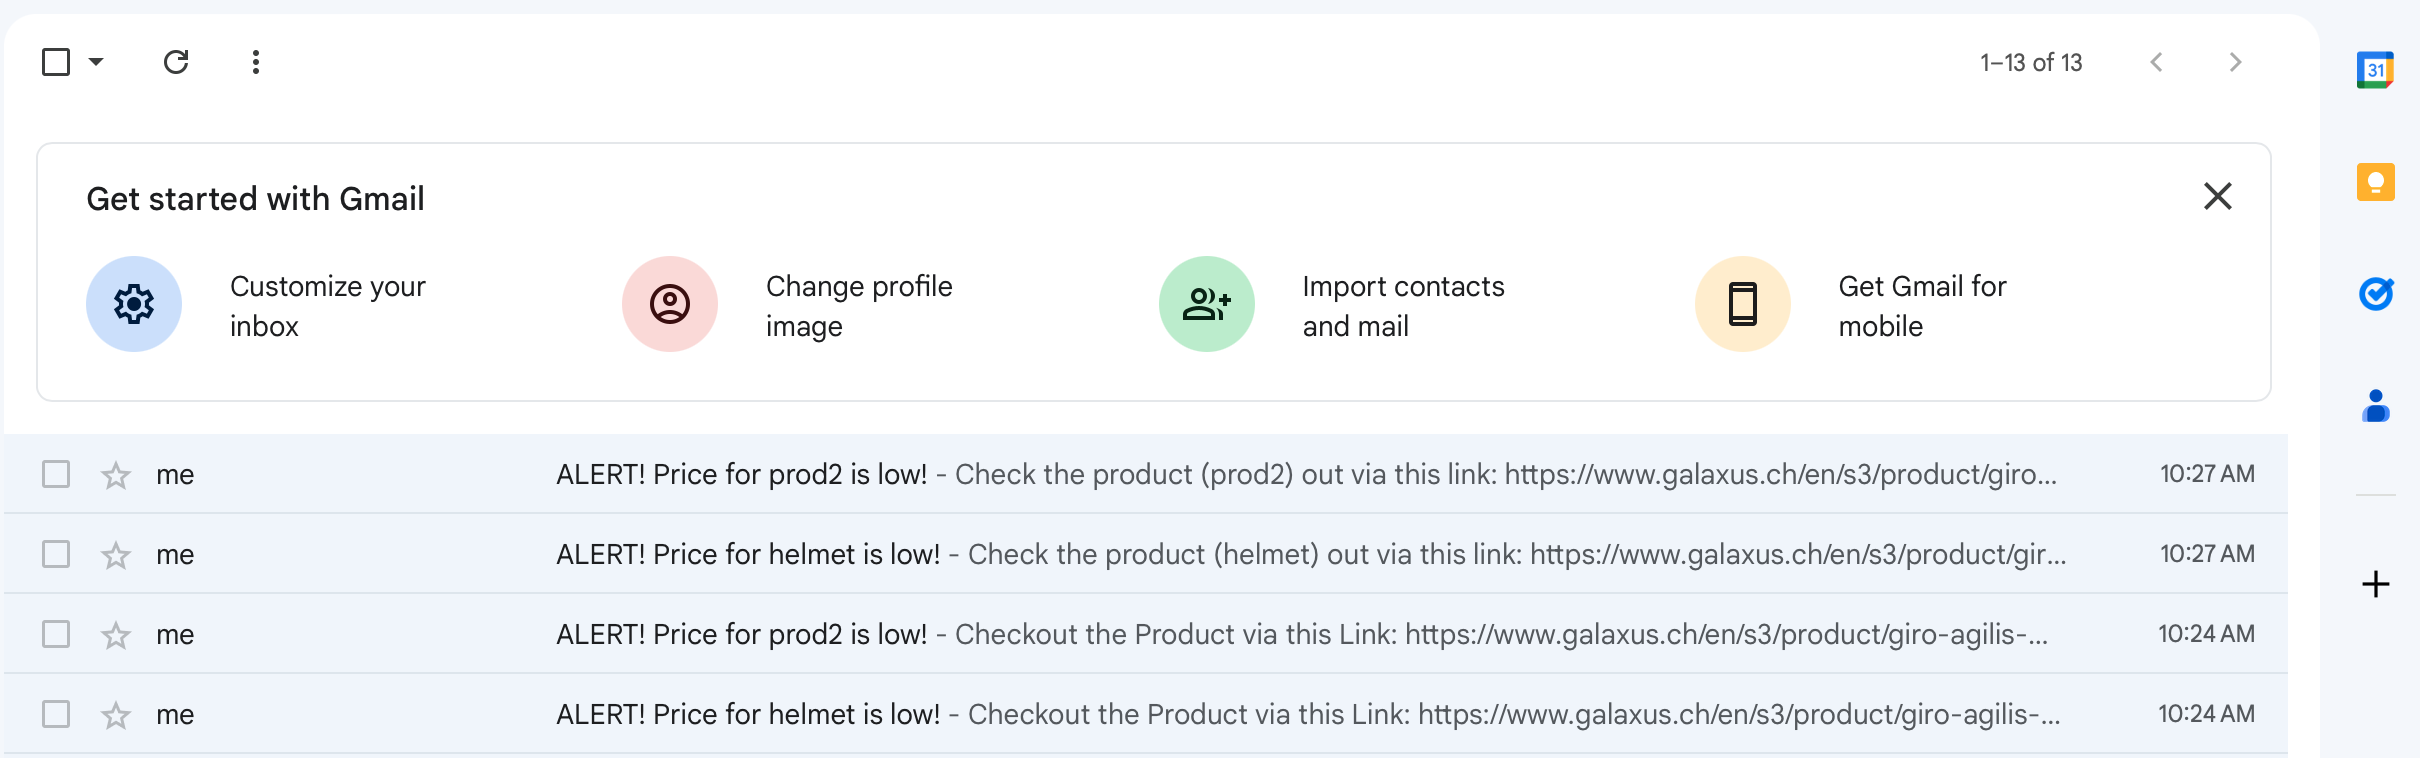 1–13 of 13
31
Get started with Gmail
Customize your
inbox
Change profile
image
Import contacts
and mail
Get Gmail for
mobile
me ALERT! Price for prod2 is low! - Check the product (prod2) out via this link: https://www.galaxus.ch/en/s3/product/giro... 10:27 AM
me ALERT! Price for helmet is low! - Check the product (helmet) out via this link: https://www.galaxus.ch/en/s3/product/gir... 10:27 AM
me ALERT! Price for prod2 is low! - Checkout the Product via this Link: https://www.galaxus.ch/en/s3/product/giro-agilis-... 10:24 AM
me ALERT! Price for helmet is low! - Checkout the Product via this Link: https://www.galaxus.ch/en/s3/product/giro-agilis-... 10:24 AM